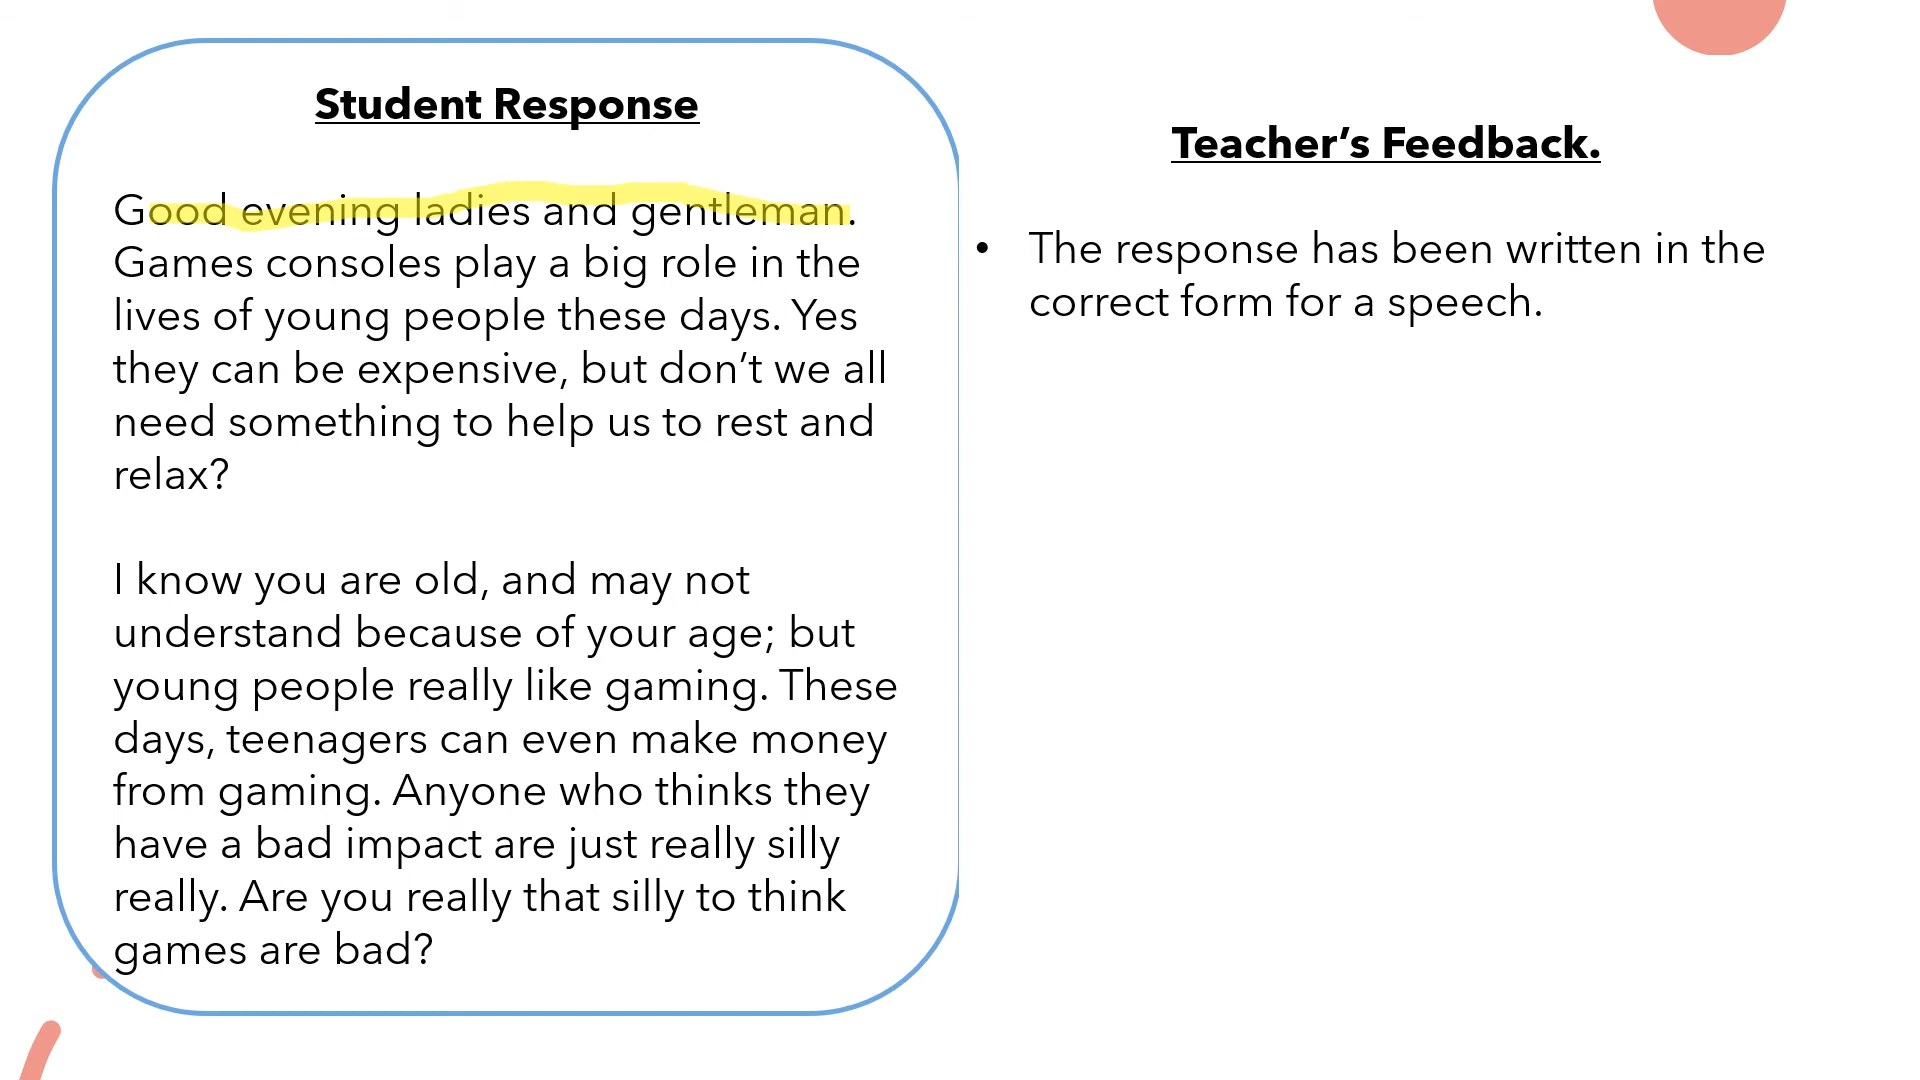 Student Response
Good evening ladies and gentleman.
Games consoles play a big role in the
lives of young people these days. Yes
they can be expensive, but don’t we all
need something to help us to rest and
relax?
I know you are old, and may not
understand because of your age; but
young people really like gaming. These
days, teenagers can even make money
from gaming. Anyone who thinks they
have a bad impact are just really silly
really. Are you really that silly to think
games are bad?
Teacher’s Feedback.
• The response has been written in the
correct form for a speech.